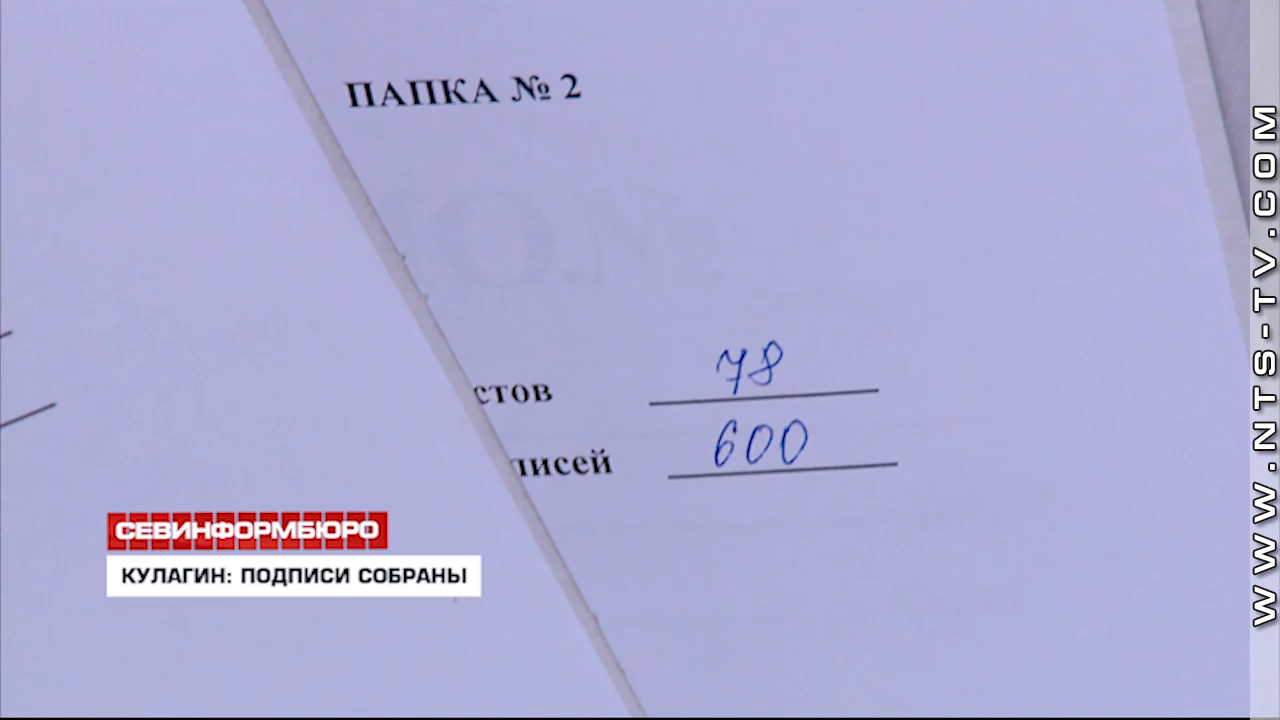 ПАПКА № 2
стов 78
писей 600
СЕВИНФОРМБЮРО
КУЛАГИН: ПОДПИСИ СОБРАНЫ
WWW.NTS-TV.COM